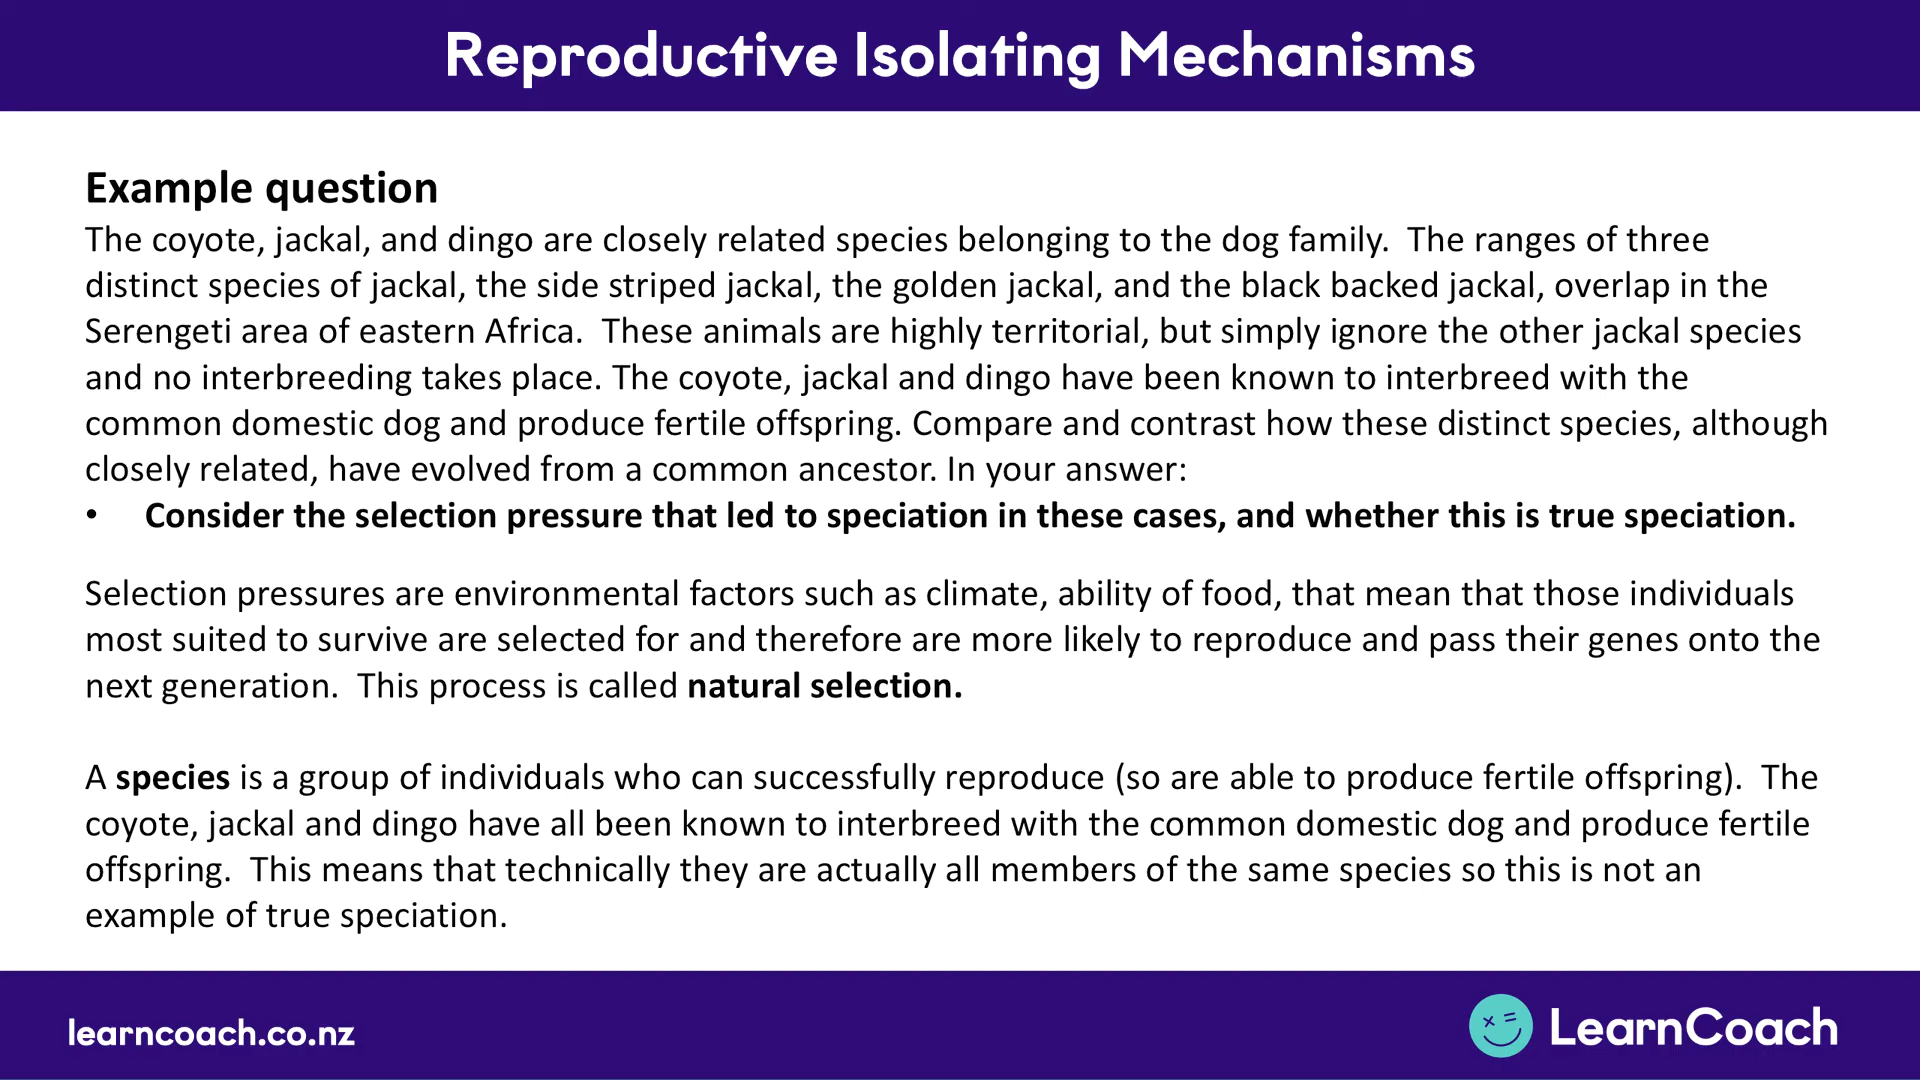 Reproductive Isolating Mechanisms
Example question
The coyote, jackal, and dingo are closely related species belonging to the dog family.  The ranges of three
distinct species of jackal, the side striped jackal, the golden jackal, and the black backed jackal, overlap in the
Serengeti area of eastern Africa.  These animals are highly territorial, but simply ignore the other jackal species
and no interbreeding takes place. The coyote, jackal and dingo have been known to interbreed with the
common domestic dog and produce fertile offspring. Compare and contrast how these distinct species, although
closely related, have evolved from a common ancestor. In your answer:
• Consider the selection pressure that led to speciation in these cases, and whether this is true speciation.
Selection pressures are environmental factors such as climate, ability of food, that mean that those individuals
most suited to survive are selected for and therefore are more likely to reproduce and pass their genes onto the
next generation.  This process is called natural selection.
A species is a group of individuals who can successfully reproduce (so are able to produce fertile offspring).  The
coyote, jackal and dingo have all been known to interbreed with the common domestic dog and produce fertile
offspring.  This means that technically they are actually all members of the same species so this is not an
example of true speciation.
learncoach.co.nz
LearnCoach